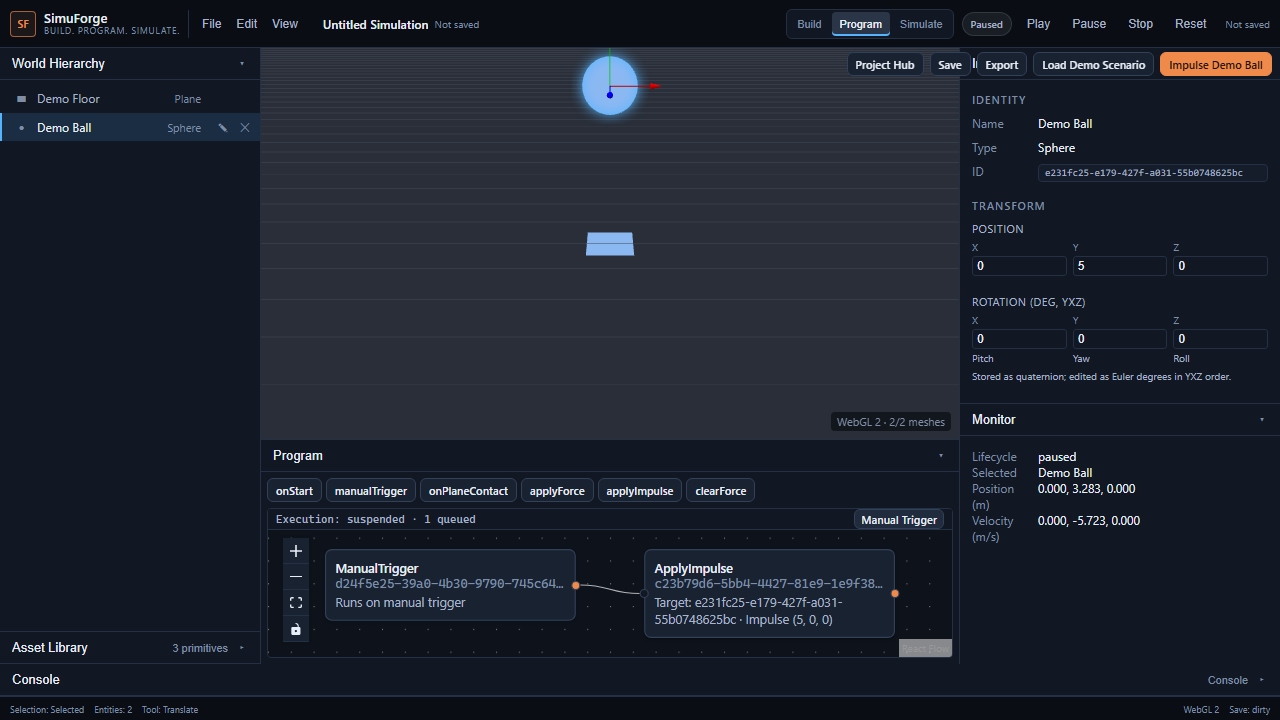 SF
SimuForge
BUILD. PROGRAM. SIMULATE.
File Edit View
Untitled Simulation Not saved
Build Program Simulate
Paused
Play Pause Stop Reset
Not saved
World Hierarchy
Demo Floor Plane
Demo Ball Sphere
Asset Library 3 primitives
Project Hub Save Export Load Demo Scenario Impulse Demo Ball
WebGL 2 · 2/2 meshes
Program
onStart manualTrigger onPlaneContact applyForce applyImpulse clearForce
Execution: suspended · 1 queued
Manual Trigger
ManualTrigger
d24f5e25-39a0-4b30-9790-745c64…
Runs on manual trigger
ApplyImpulse
c23b79d6-5bb4-4427-81e9-1e9f38…
Target: e231fc25-e179-427f-a031-
55b0748625bc · Impulse (5, 0, 0)
React Flow
IDENTITY
Name Demo Ball
Type Sphere
ID e231fc25-e179-427f-a031-55b0748625bc
TRANSFORM
POSITION
X Y Z
0 5 0
ROTATION (DEG, YXZ)
X Y Z
0 0 0
Pitch Yaw Roll
Stored as quaternion; edited as Euler degrees in YXZ order.
Monitor
Lifecycle paused
Selected Demo Ball
Position 0.000, 3.283, 0.000
(m)
Velocity 0.000, -5.723, 0.000
(m/s)
Console Console
Selection: Selected Entities: 2 Tool: Translate
WebGL 2 Save: dirty